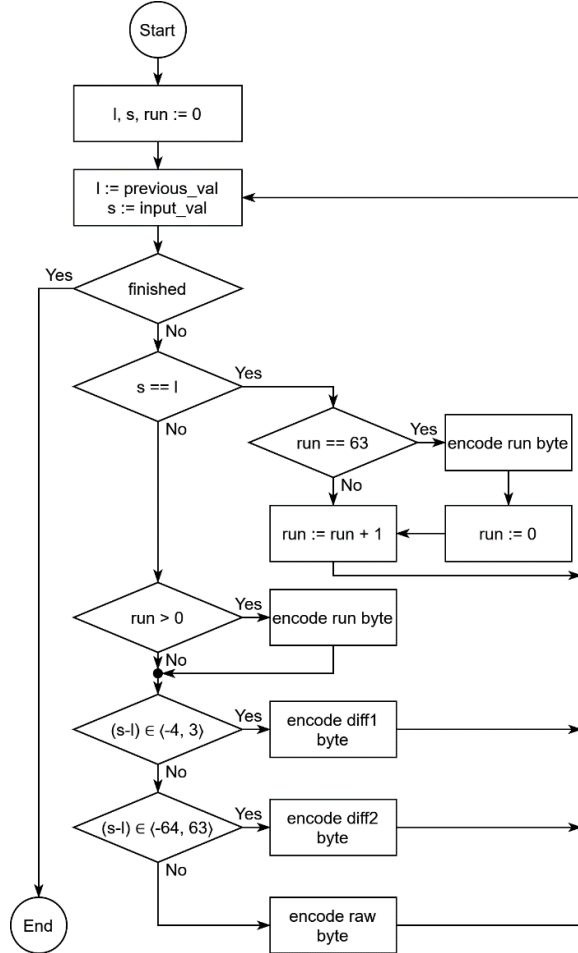 Start
l, s, run := 0
l := previous_val
s := input_val
Yes
finished
No
s == l
Yes
No
run == 63
Yes
encode run byte
No
run := run + 1
run := 0
run > 0
Yes
encode run byte
No
(s-l) ∈ ⟨-4, 3⟩
Yes
encode diff1
byte
No
(s-l) ∈ ⟨-64, 63⟩
Yes
encode diff2
byte
No
End
encode raw
byte